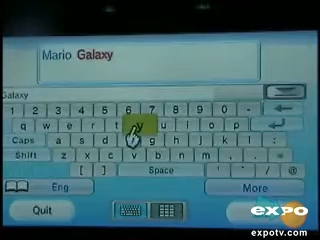 Mario Galaxy
Galaxy
1 2 3 4 5 6 7 8 9 0 -
q w e r t y u i o p
Caps a s d g h j k l :
Shift z x c v b n m , .
[ ] Space ' / @
Eng More
Quit
expo
expotv.com